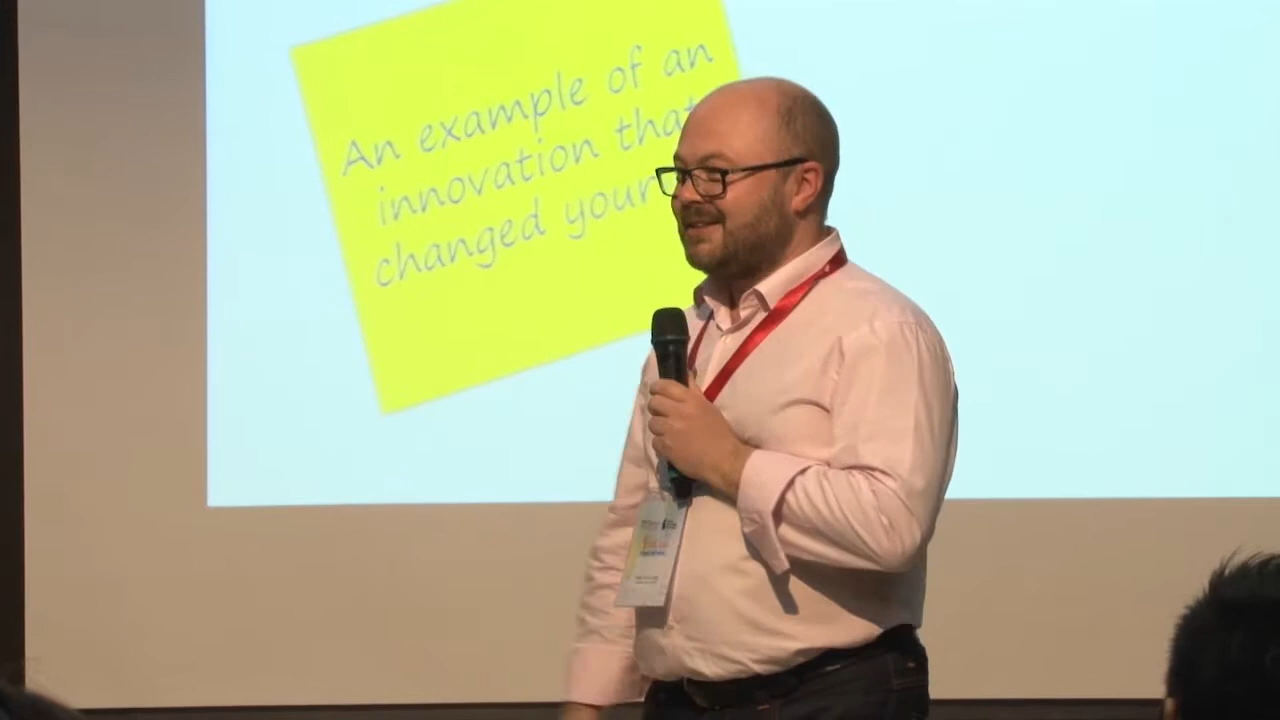 An example of an
innovation that
changed your